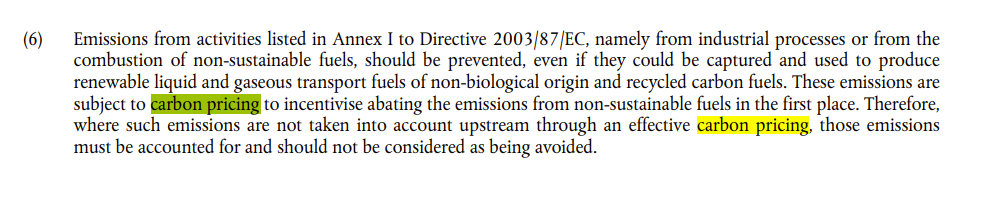 (6) Emissions from activities listed in Annex I to Directive 2003/87/EC, namely from industrial processes or from the
combustion of non-sustainable fuels, should be prevented, even if they could be captured and used to produce
renewable liquid and gaseous transport fuels of non-biological origin and recycled carbon fuels. These emissions are
subject to carbon pricing to incentivise abating the emissions from non-sustainable fuels in the first place. Therefore,
where such emissions are not taken into account upstream through an effective carbon pricing, those emissions
must be accounted for and should not be considered as being avoided.